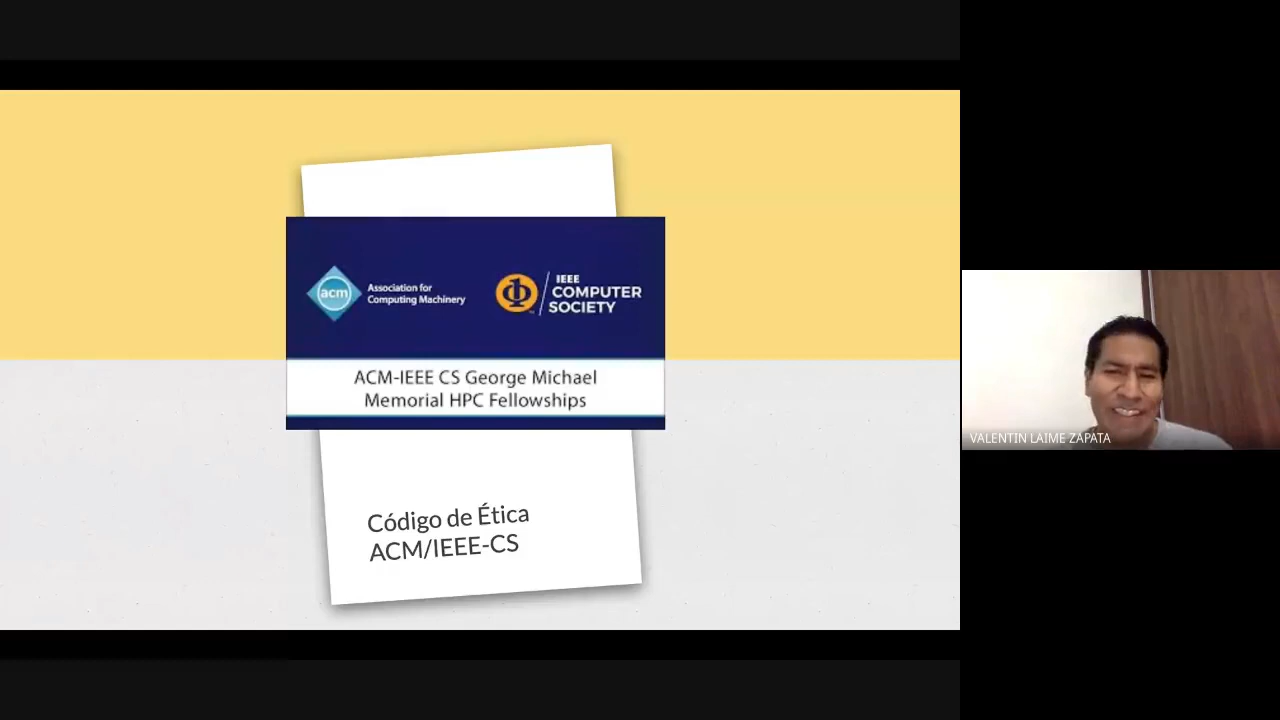 acm
Association for
Computing Machinery
IEEE
COMPUTER
SOCIETY
ACM-IEEE CS George Michael
Memorial HPC Fellowships
Código de Ética
ACM/IEEE-CS
VALENTIN LAIME ZAPATA